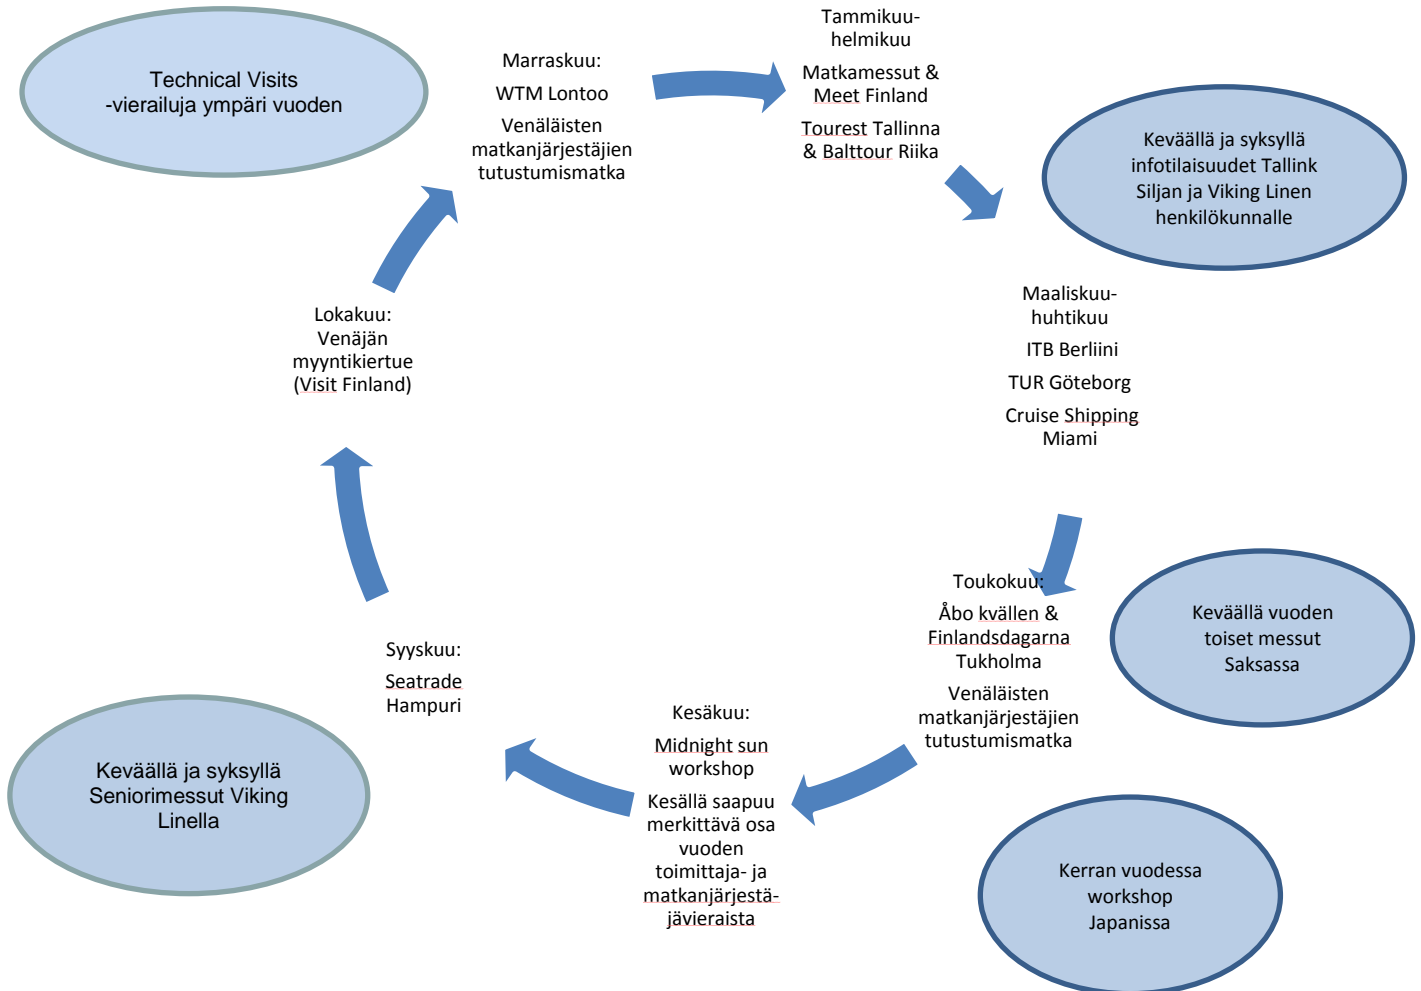 Technical Visits
-vierailuja ympäri vuoden
Marraskuu:
WTM Lontoo
Venäläisten
matkanjärjestäjien
tutustumismatka
Tammikuu-
helmikuu
Matkamessut &
Meet Finland
Tourest Tallinna
& Balttour Riika
Keväällä ja syksyllä
infotilaisuudet Tallink
Siljan ja Viking Linen
henkilökunnalle
Maaliskuu-
huhtikuu
ITB Berliini
TUR Göteborg
Cruise Shipping
Miami
Lokakuu:
Venäjän
myyntikiertue
(Visit Finland)
Toukokuu:
Åbo kvällen &
Finlandsdagarna
Tukholma
Venäläisten
matkanjärjestäjien
tutustumismatka
Keväällä vuoden
toiset messut
Saksassa
Syyskuu:
Seatrade
Hampuri
Kesäkuu:
Midnight sun
workshop
Kesällä saapuu
merkittävä osa
vuoden
toimittaja- ja
matkanjärjestä-
jävieraista
Keväällä ja syksyllä
Seniorimessut Viking
Linella
Kerran vuodessa
workshop
Japanissa